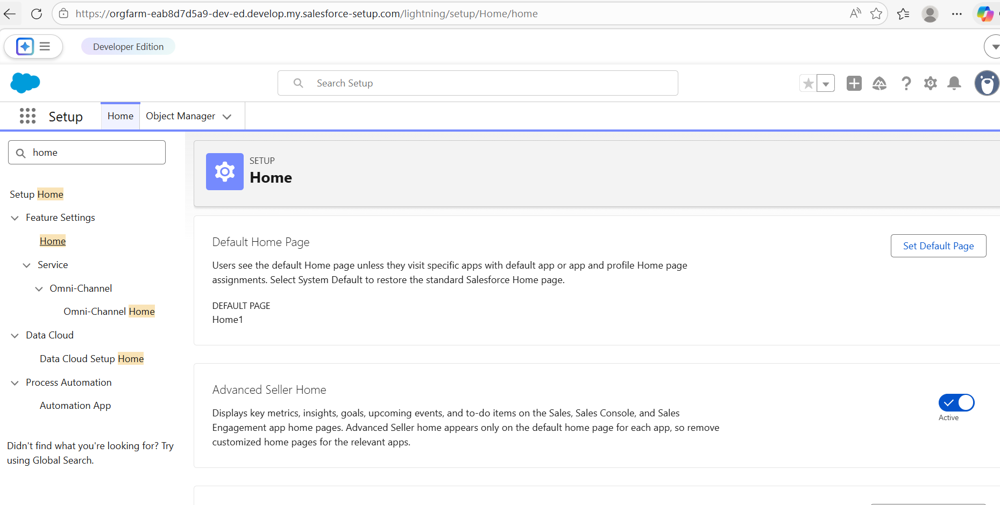 https://orgfarm-eab8d7d5a9-dev-ed.develop.my.salesforce-setup.com/lightning/setup/Home/home
Developer Edition
Search Setup
Setup
Home
Object Manager
home
Setup Home
Feature Settings
Home
Service
Omni-Channel
Omni-Channel Home
Data Cloud
Data Cloud Setup Home
Process Automation
Automation App
Didn't find what you're looking for? Try
using Global Search.
SETUP
Home
Default Home Page
Set Default Page
Users see the default Home page unless they visit specific apps with default app or app and profile Home page
assignments. Select System Default to restore the standard Salesforce Home page.
DEFAULT PAGE
Home1
Advanced Seller Home
Displays key metrics, insights, goals, upcoming events, and to-do items on the Sales, Sales Console, and Sales
Engagement app home pages. Advanced Seller home appears only on the default home page for each app, so remove
customized home pages for the relevant apps.
Active